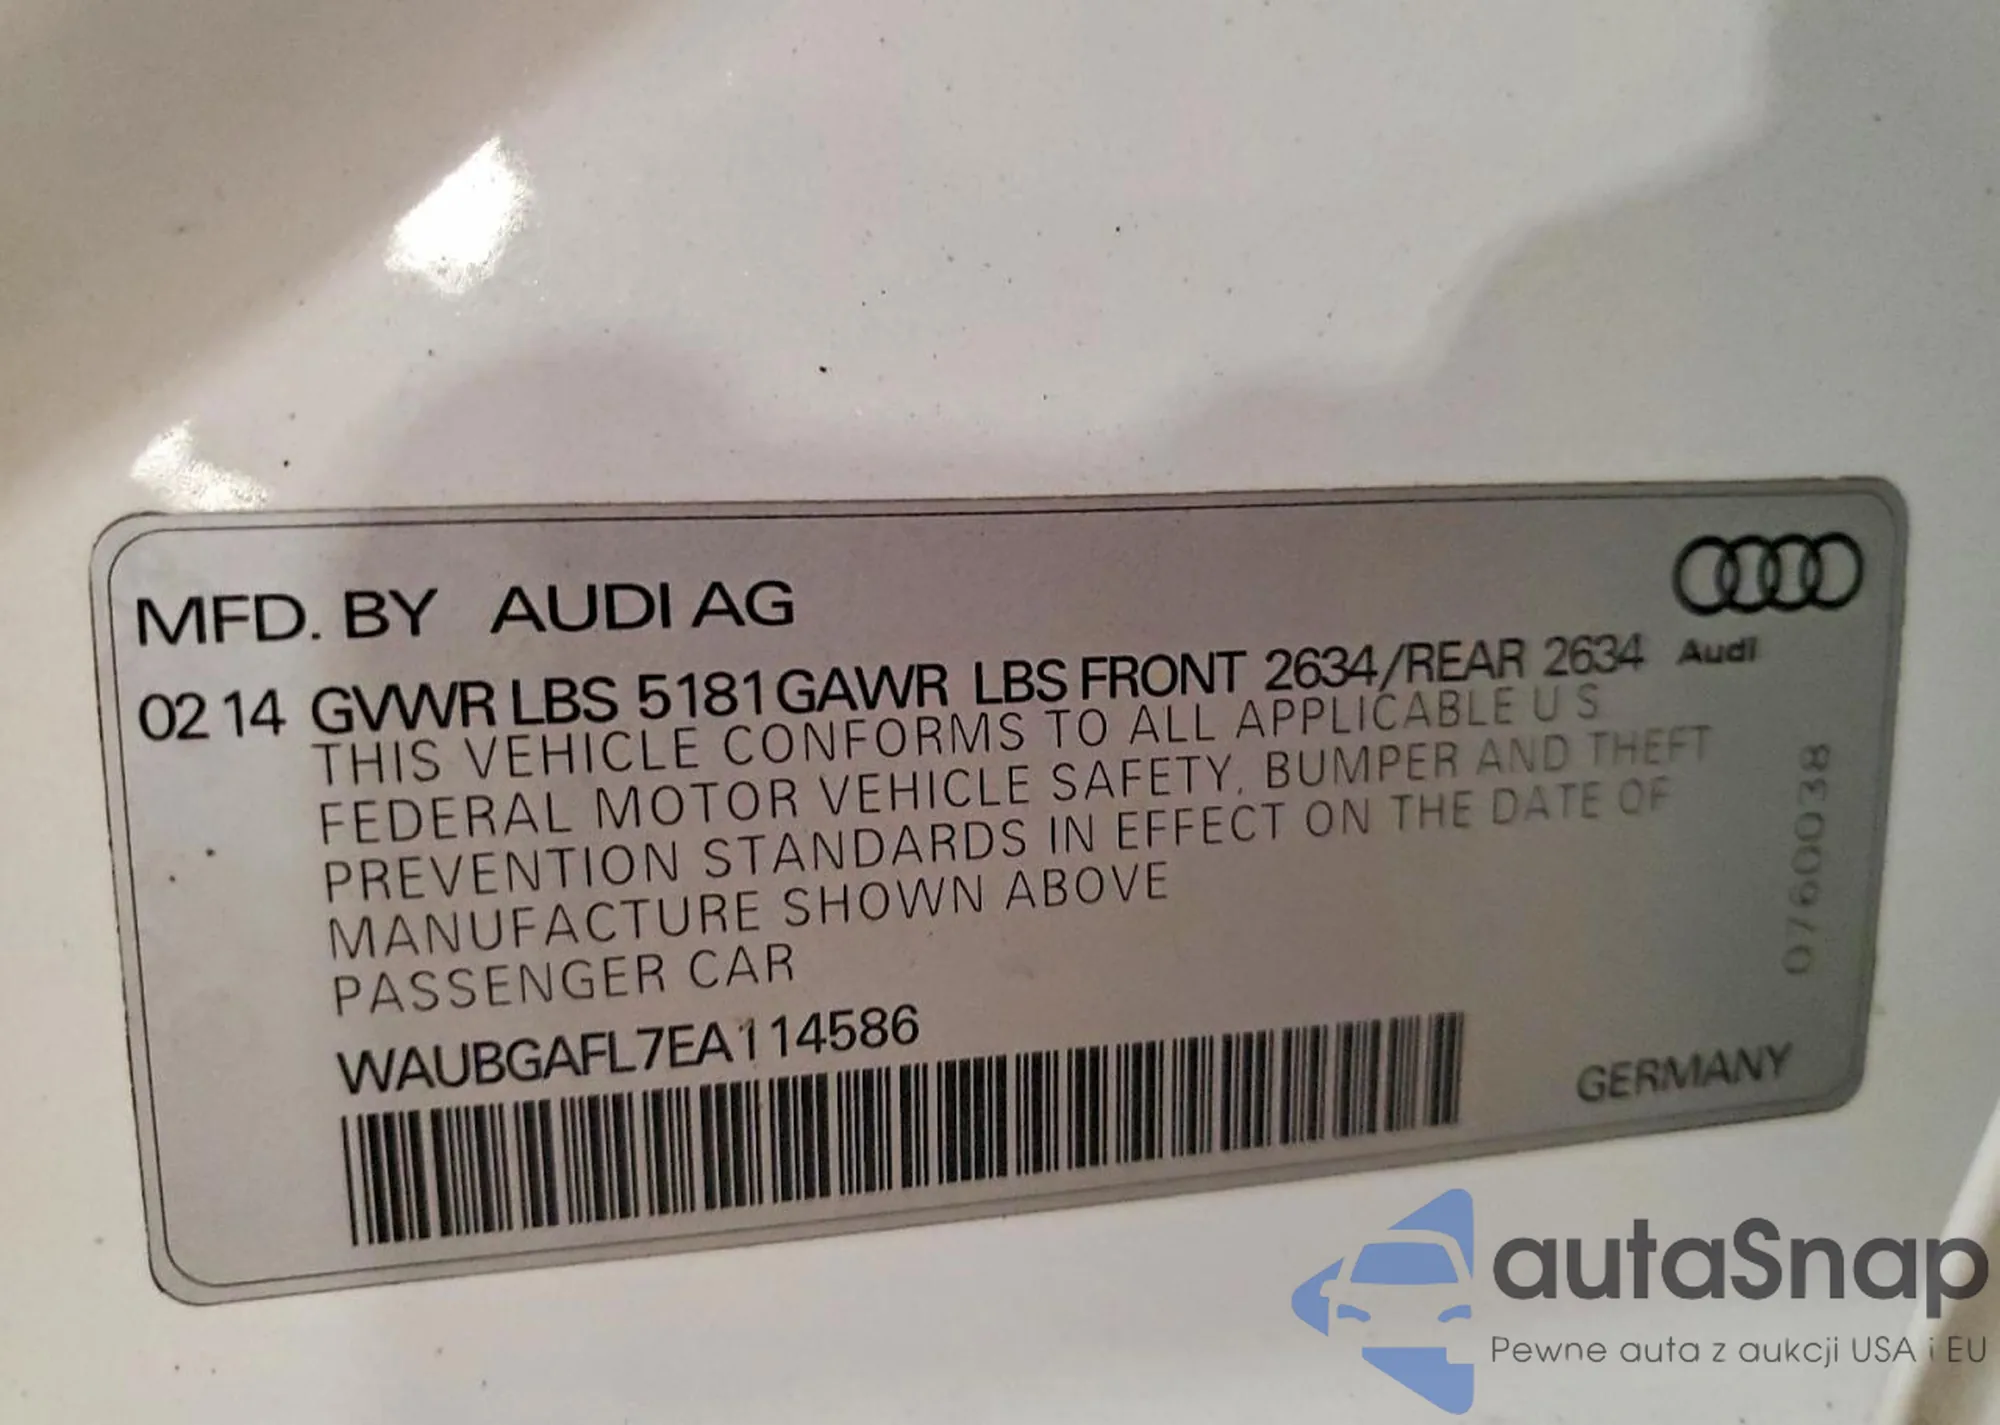 MFD. BY AUDI AG
02 14 GVWR LBS 5181 GAWR LBS FRONT 2634/REAR 2634
Audi
THIS VEHICLE CONFORMS TO ALL APPLICABLE U S
FEDERAL MOTOR VEHICLE SAFETY, BUMPER AND THEFT
PREVENTION STANDARDS IN EFFECT ON THE DATE OF
MANUFACTURE SHOWN ABOVE
PASSENGER CAR
0760038
WAUBGAFL7EA114586
GERMANY
autaSnap
Pewne auta z aukcji USA i EU